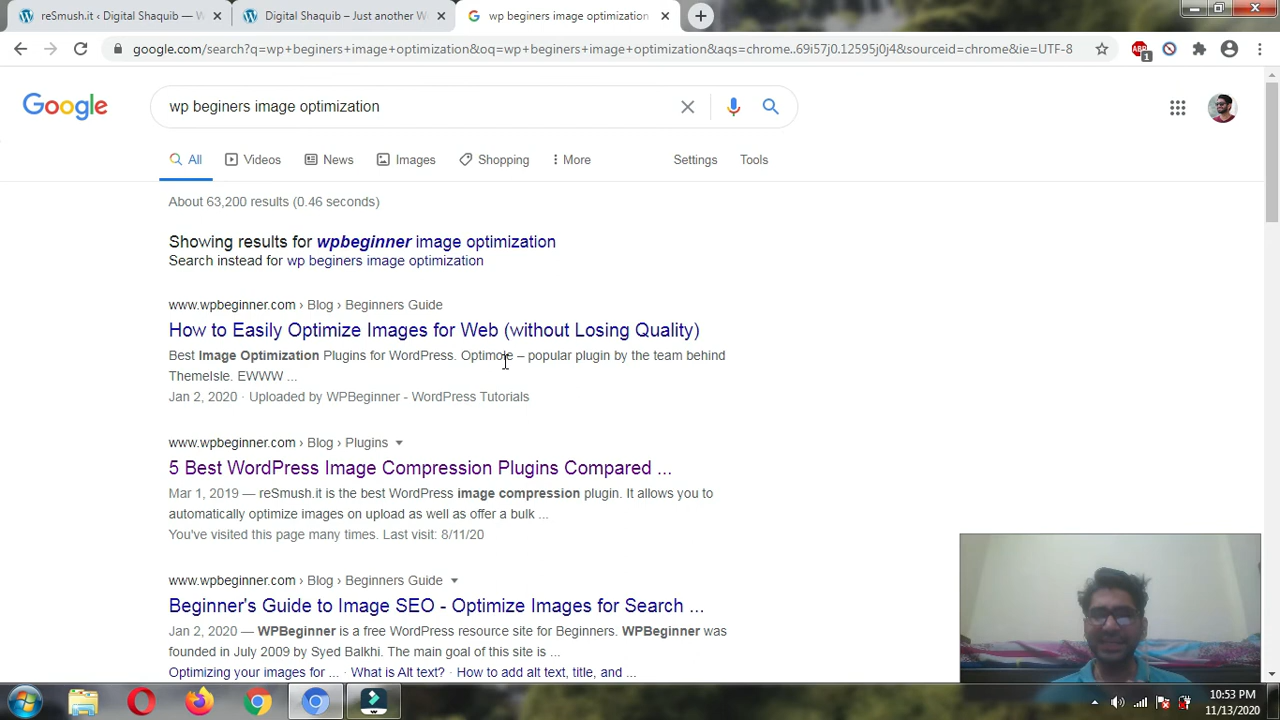 reSmush.it ‹ Digital Shaquib — W
Digital Shaquib – Just another W
wp beginers image optimization
google.com/search?q=wp+beginers+image+optimization&oq=wp+beginers+image+optimization&aqs=chrome..69i57j0.12595j0j4&sourceid=chrome&ie=UTF-8
ABP
1
Google
wp beginers image optimization
All
Videos
News
Images
Shopping
More
Settings
Tools
About 63,200 results (0.46 seconds)
Showing results for wpbeginner image optimization
Search instead for wp beginers image optimization
www.wpbeginner.com › Blog › Beginners Guide
How to Easily Optimize Images for Web (without Losing Quality)
Best Image Optimization Plugins for WordPress. Optimole – popular plugin by the team behind
ThemeIsle. EWWW ...
Jan 2, 2020 · Uploaded by WPBeginner - WordPress Tutorials
www.wpbeginner.com › Blog › Plugins
5 Best WordPress Image Compression Plugins Compared ...
Mar 1, 2019 — reSmush.it is the best WordPress image compression plugin. It allows you to
automatically optimize images on upload as well as offer a bulk ...
You've visited this page many times. Last visit: 8/11/20
www.wpbeginner.com › Blog › Beginners Guide
Beginner's Guide to Image SEO - Optimize Images for Search ...
Jan 2, 2020 — WPBeginner is a free WordPress resource site for Beginners. WPBeginner was
founded in July 2009 by Syed Balkhi. The main goal of this site is ...
Optimizing your images for ... · What is Alt text? · How to add alt text, title, and ...
10:53 PM
11/13/2020